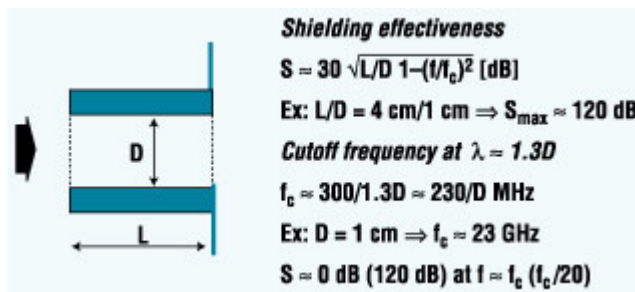 Shielding effectiveness
S ≈ 30 √L/D 1–(f/fc)² [dB]
Ex: L/D = 4 cm/1 cm ⇒ Smax ≈ 120 dB
Cutoff frequency at λ ≈ 1.3D
D
fc ≈ 300/1.3D ≈ 230/D MHz
L
Ex: D = 1 cm ⇒ fc ≈ 23 GHz
S ≈ 0 dB (120 dB) at f ≈ fc (fc/20)